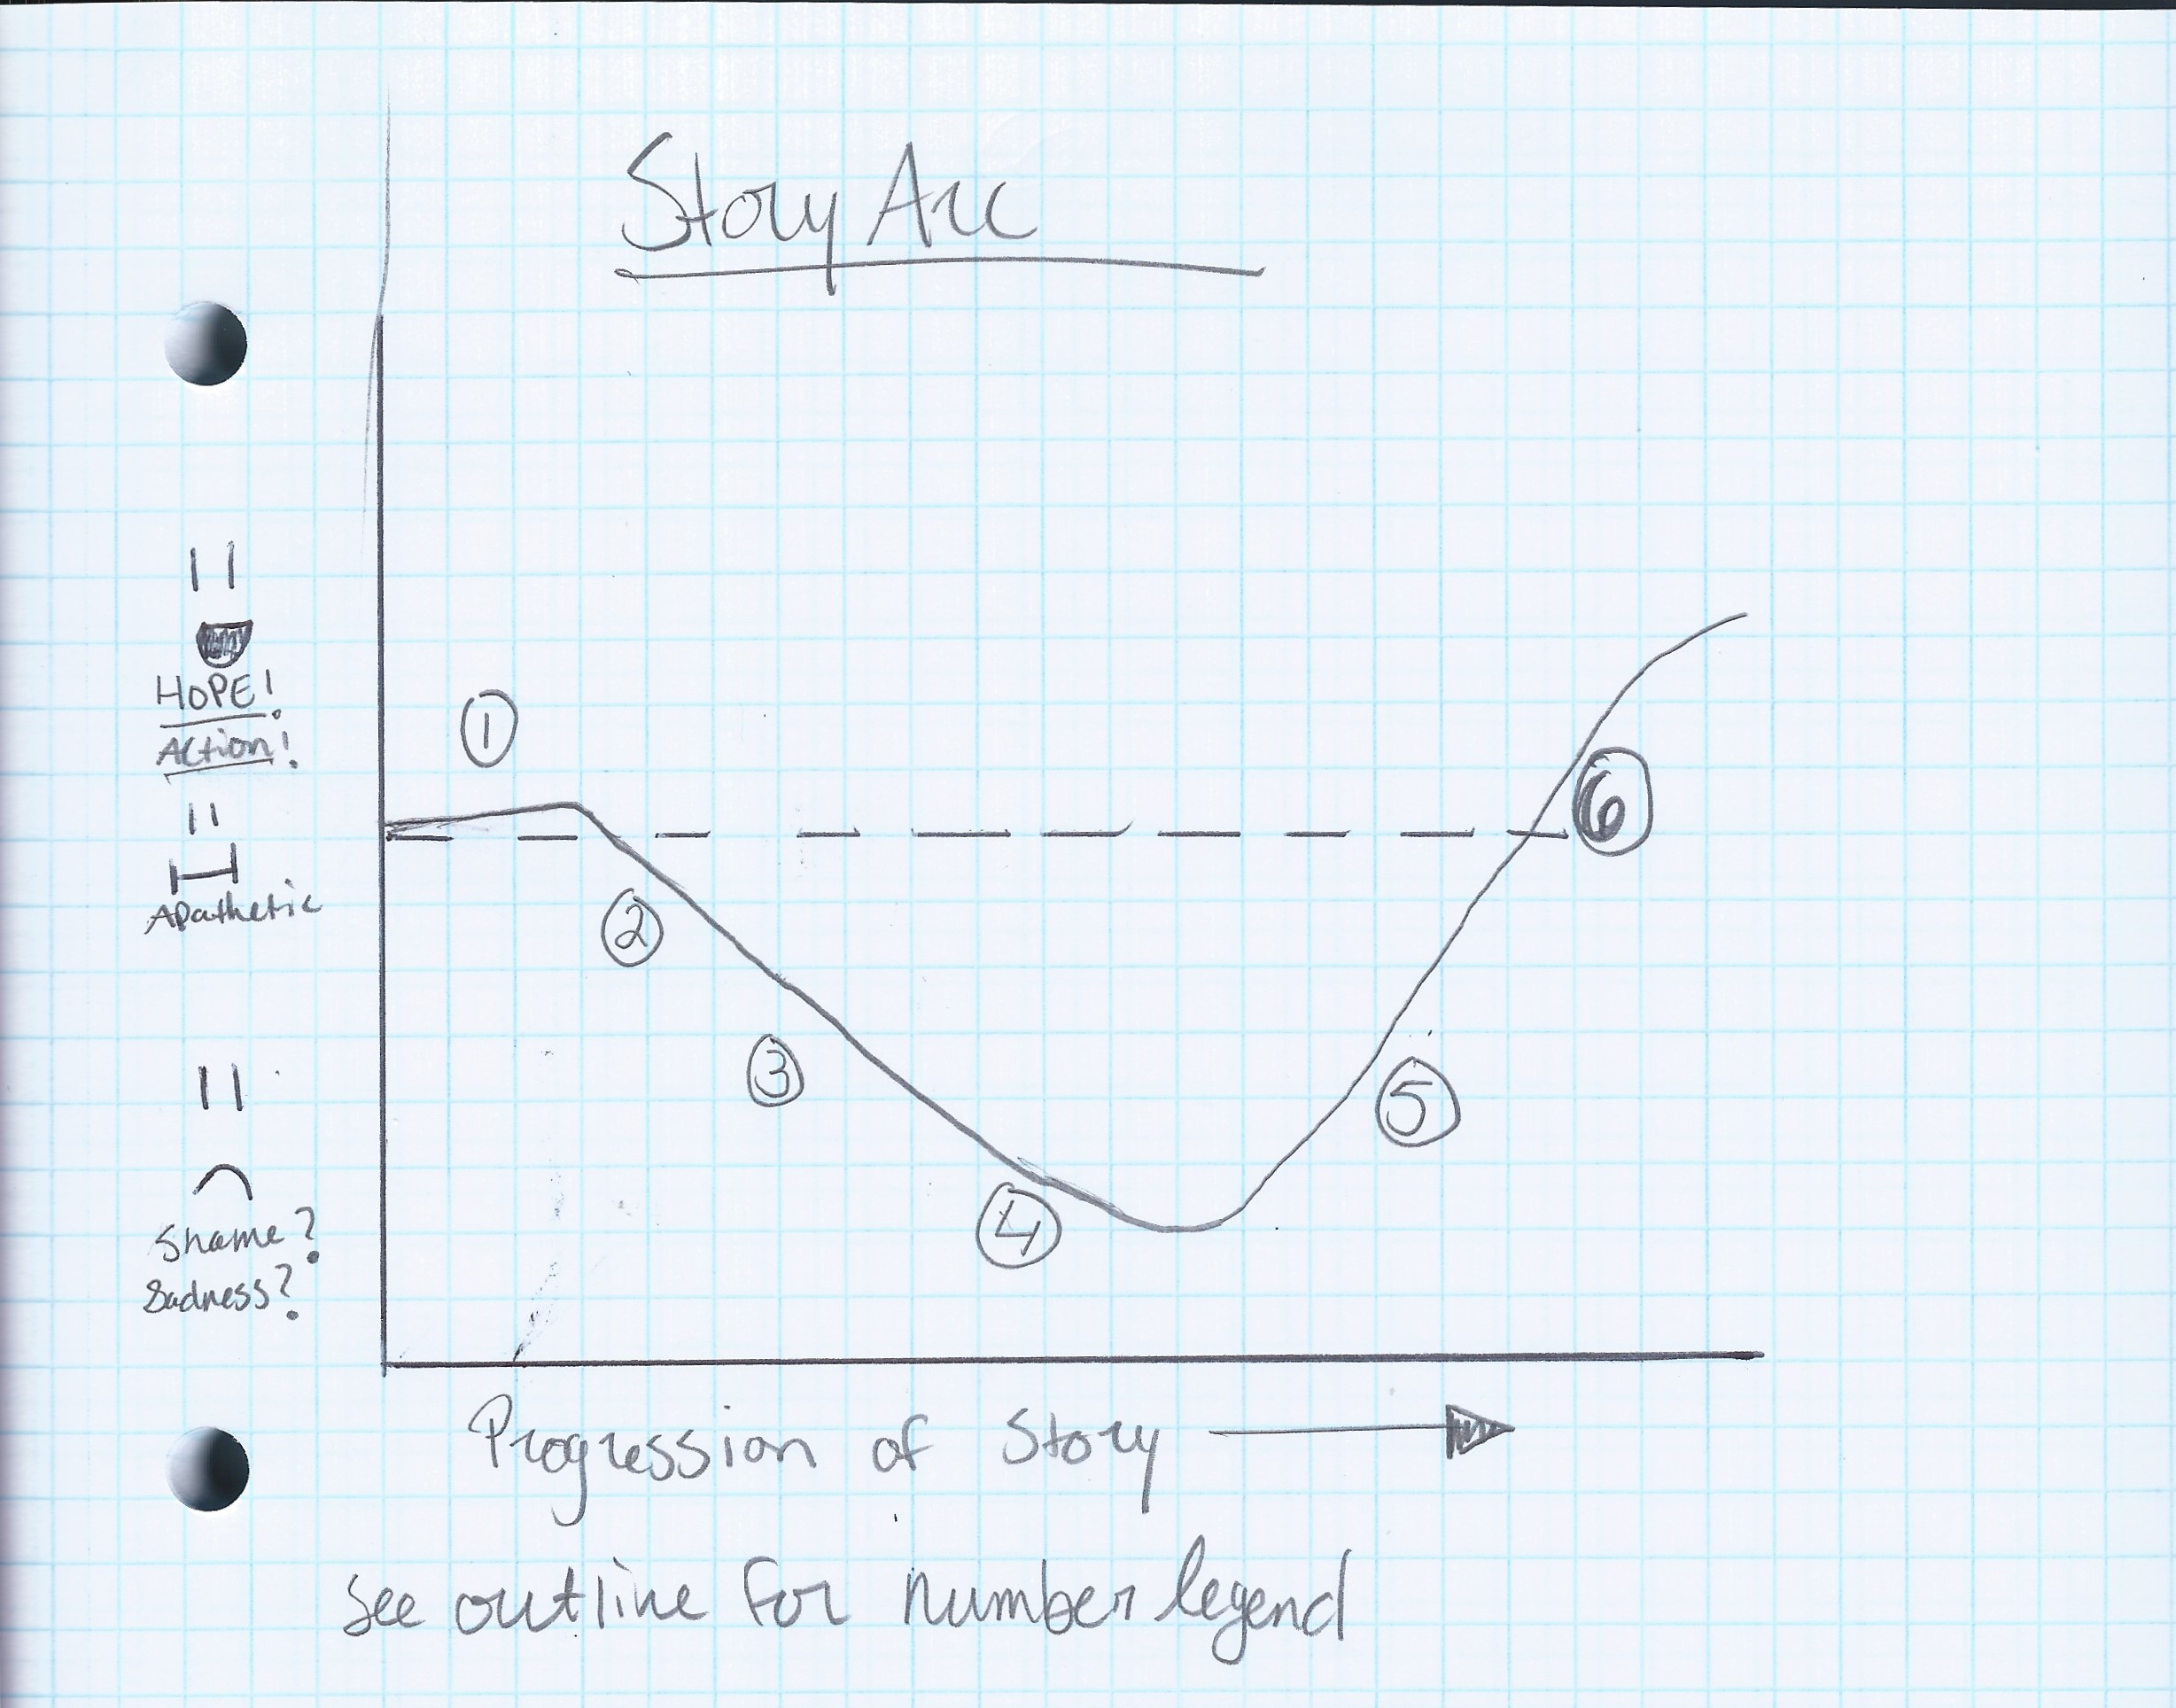 Story Arc
HOPE!
Action!
Apathetic
Shame?
Sadness?
1
2
3
4
5
6
Progression of Story
See outline for number legend